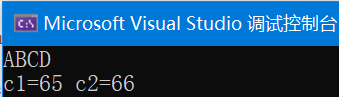 Microsoft Visual Studio 调试控制台
ABCD
c1=65 c2=66